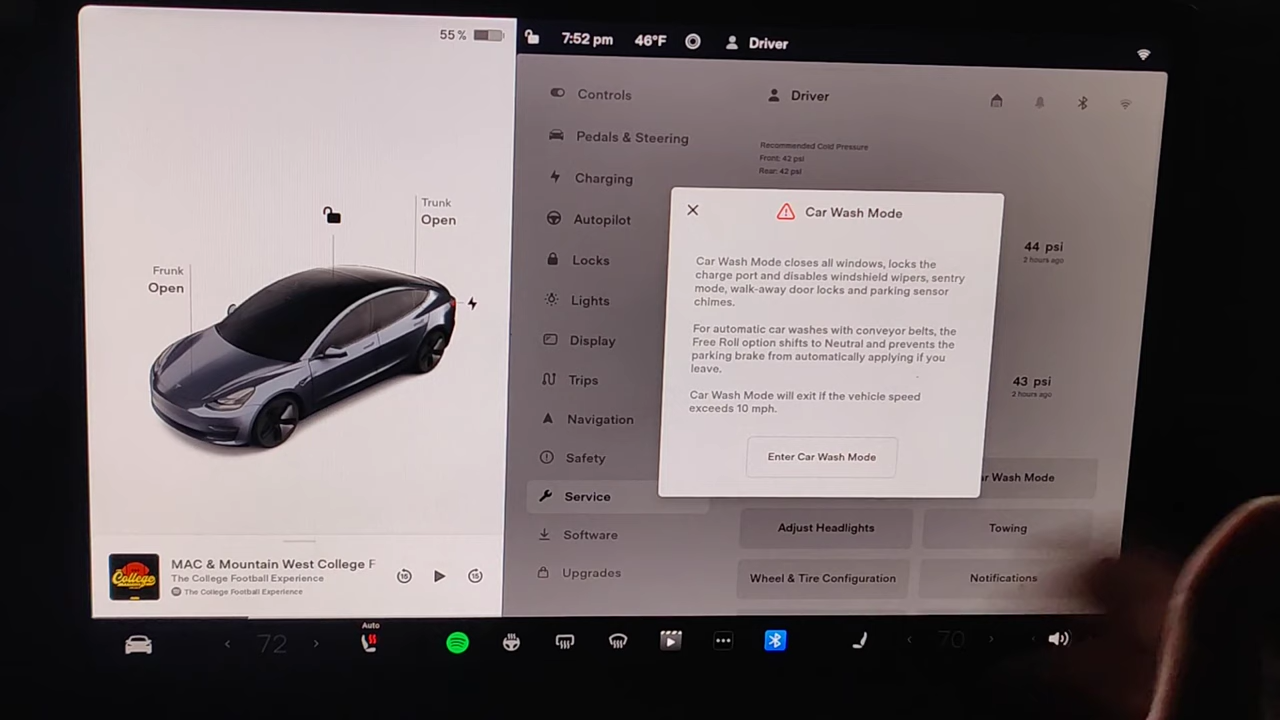 55%
7:52 pm 46°F Driver
Trunk
Open
Frunk
Open
MAC & Mountain West College F
The College Football Experience
The College Football Experience
College
15
15
Controls
Pedals & Steering
Charging
Autopilot
Locks
Lights
Display
Trips
Navigation
Safety
Service
Software
Upgrades
Driver
Recommended Cold Pressure
Front: 42 psi
Rear: 42 psi
44 psi
2 hours ago
43 psi
2 hours ago
Car Wash Mode
Car Wash Mode closes all windows, locks the
charge port and disables windshield wipers, sentry
mode, walk-away door locks and parking sensor
chimes.
For automatic car washes with conveyor belts, the
Free Roll option shifts to Neutral and prevents the
parking brake from automatically applying if you
leave.
Car Wash Mode will exit if the vehicle speed
exceeds 10 mph.
Enter Car Wash Mode
r Wash Mode
Adjust Headlights
Towing
Wheel & Tire Configuration
Notifications
72
Auto
70